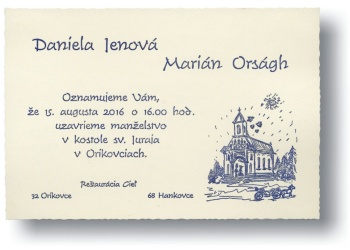 Daniela Jenová
Marián Orságh
Oznamujeme Vám,
že 15. augusta 2016 o 16.00 hod.
uzavrieme manželstvo
v kostole sv. Juraja
v Orikovciach.
Reštaurácia Cieľ
32 Orikovce 68 Hankovce